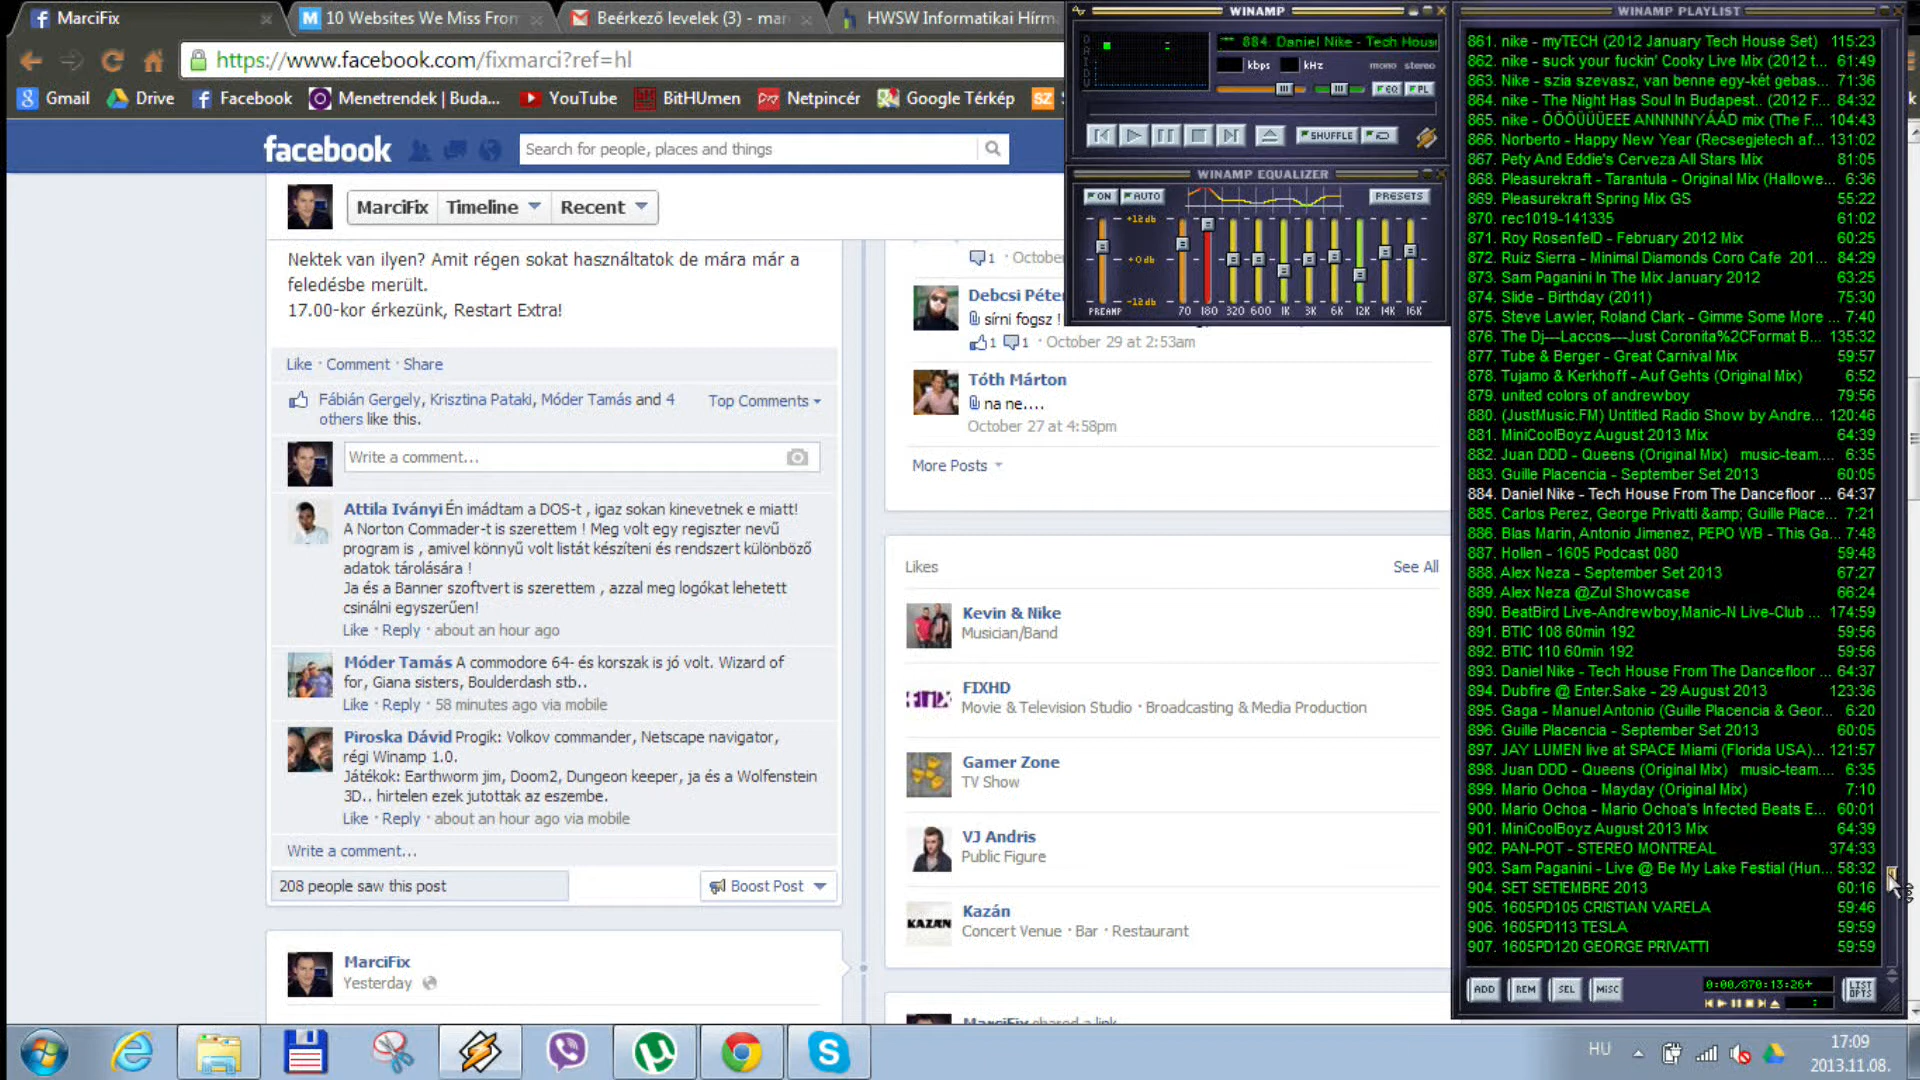 MarciFix
10 Websites We Miss From
Beérkező levelek (3) - mar
HWSW Informatikai Hírm
https://www.facebook.com/fixmarci?ref=hl
Gmail
Drive
Facebook
Menetrendek | Buda...
YouTube
BitHUmen
Netpincér
Google Térkép
facebook
Search for people, places and things
MarciFix
Timeline
Recent
Nektek van ilyen? Amit régen sokat használtatok de mára már a
feledésbe merült.
17.00-kor érkezünk, Restart Extra!
Like · Comment · Share
Fábián Gergely, Krisztina Pataki, Móder Tamás and 4
others like this.
Top Comments
Write a comment...
Attila Iványi Én imádtam a DOS-t , igaz sokan kinevetnek e miatt!
A Norton Commader-t is szerettem ! Meg volt egy regiszter nevű
program is , amivel könnyű volt listát készíteni és rendszert különböző
adatok tárolására !
Ja és a Banner szoftvert is szerettem , azzal meg logókat lehetett
csinálni egyszerűen!
Like · Reply · about an hour ago
Móder Tamás A commodore 64- és korszak is jó volt. Wizard of
for, Giana sisters, Boulderdash stb..
Like · Reply · 58 minutes ago via mobile
Piroska Dávid Progik: Volkov commander, Netscape navigator,
régi Winamp 1.0.
Játékok: Earthworm jim, Doom2, Dungeon keeper, ja és a Wolfenstein
3D.. hirtelen ezek jutottak az eszembe.
Like · Reply · about an hour ago via mobile
Write a comment...
208 people saw this post
Boost Post
MarciFix
Yesterday
1 · Octobe
Debcsi Péte
sírni fogsz !
1 1 · October 29 at 2:53am
Tóth Márton
na ne....
October 27 at 4:58pm
More Posts
Likes
See All
Kevin & Nike
Musician/Band
FIXHD
Movie & Television Studio · Broadcasting & Media Production
Gamer Zone
TV Show
VJ Andris
Public Figure
KAZÁN
Kazán
Concert Venue · Bar · Restaurant
MarciFix shared a link
WINAMP
*** 884. Daniel Nike - Tech Hous
kbps
kHz
mono stereo
EQ
PL
SHUFFLE
WINAMP EQUALIZER
ON
AUTO
PRESETS
+12db
+0db
-12db
PREAMP
70 180 320 600 1K 3K 6K 12K 14K 16K
WINAMP PLAYLIST
861. nike - myTECH (2012 January Tech House Set) 115:23
862. nike - suck your fuckin' Cooky Live Mix (2012 t... 61:49
863. Nike - szia szevasz, van benne egy-két gebas... 71:36
864. nike - The Night Has Soul In Budapest.. (2012 F... 84:32
865. nike - ÕÕÕÜÜÜEEE ANNNNNYÁÁD mix (The F... 104:43
866. Norberto - Happy New Year (Recsegjetech af... 131:02
867. Pety And Eddie's Cerveza All Stars Mix 81:05
868. Pleasurekraft - Tarantula - Original Mix (Hallowe... 6:36
869. Pleasurekraft Spring Mix GS 55:22
870. rec1019-141335 61:02
871. Roy RosenfelD - February 2012 Mix 60:25
872. Ruiz Sierra - Minimal Diamonds Coro Cafe 201... 84:29
873. Sam Paganini In The Mix January 2012 63:25
874. Slide - Birthday (2011) 75:30
875. Steve Lawler, Roland Clark - Gimme Some More ... 7:40
876. The Dj---Laccos---Just Coronita%2CFormat B... 135:32
877. Tube & Berger - Great Carnival Mix 59:57
878. Tujamo & Kerkhoff - Auf Gehts (Original Mix) 6:52
879. united colors of andrewboy 79:56
880. (JustMusic.FM) Untitled Radio Show by Andre... 120:46
881. MiniCoolBoyz August 2013 Mix 64:39
882. Juan DDD - Queens (Original Mix) music-team.... 6:35
883. Guille Placencia - September Set 2013 60:05
884. Daniel Nike - Tech House From The Dancefloor ... 64:37
885. Carlos Perez, George Privatti &amp; Guille Place... 7:21
886. Blas Marin, Antonio Jimenez, PEPO WB - This Ga... 7:48
887. Hollen - 1605 Podcast 080 59:48
888. Alex Neza - September Set 2013 67:27
889. Alex Neza @Zul Showcase 66:24
890. BeatBird Live-Andrewboy,Manic-N Live-Club ... 174:59
891. BTIC 108 60min 192 59:56
892. BTIC 110 60min 192 59:56
893. Daniel Nike - Tech House From The Dancefloor ... 64:37
894. Dubfire @ Enter.Sake - 29 August 2013 123:36
895. Gaga - Manuel Antonio (Guille Placencia & Geor... 6:20
896. Guille Placencia - September Set 2013 60:05
897. JAY LUMEN live at SPACE Miami (Florida USA)... 121:57
898. Juan DDD - Queens (Original Mix) music-team.... 6:35
899. Mario Ochoa - Mayday (Original Mix) 7:10
900. Mario Ochoa - Mario Ochoa's Infected Beats E... 60:01
901. MiniCoolBoyz August 2013 Mix 64:39
902. PAN-POT - STEREO MONTREAL 374:33
903. Sam Paganini - Live @ Be My Lake Festial (Hun... 58:32
904. SET SETIEMBRE 2013 60:16
905. 1605PD105 CRISTIAN VARELA 59:46
906. 1605PD113 TESLA 59:59
907. 1605PD120 GEORGE PRIVATTI 59:59
ADD
REM
SEL
MISC
0:00/870:13:26+
LIST
OPTS
HU
17:09
2013.11.08.